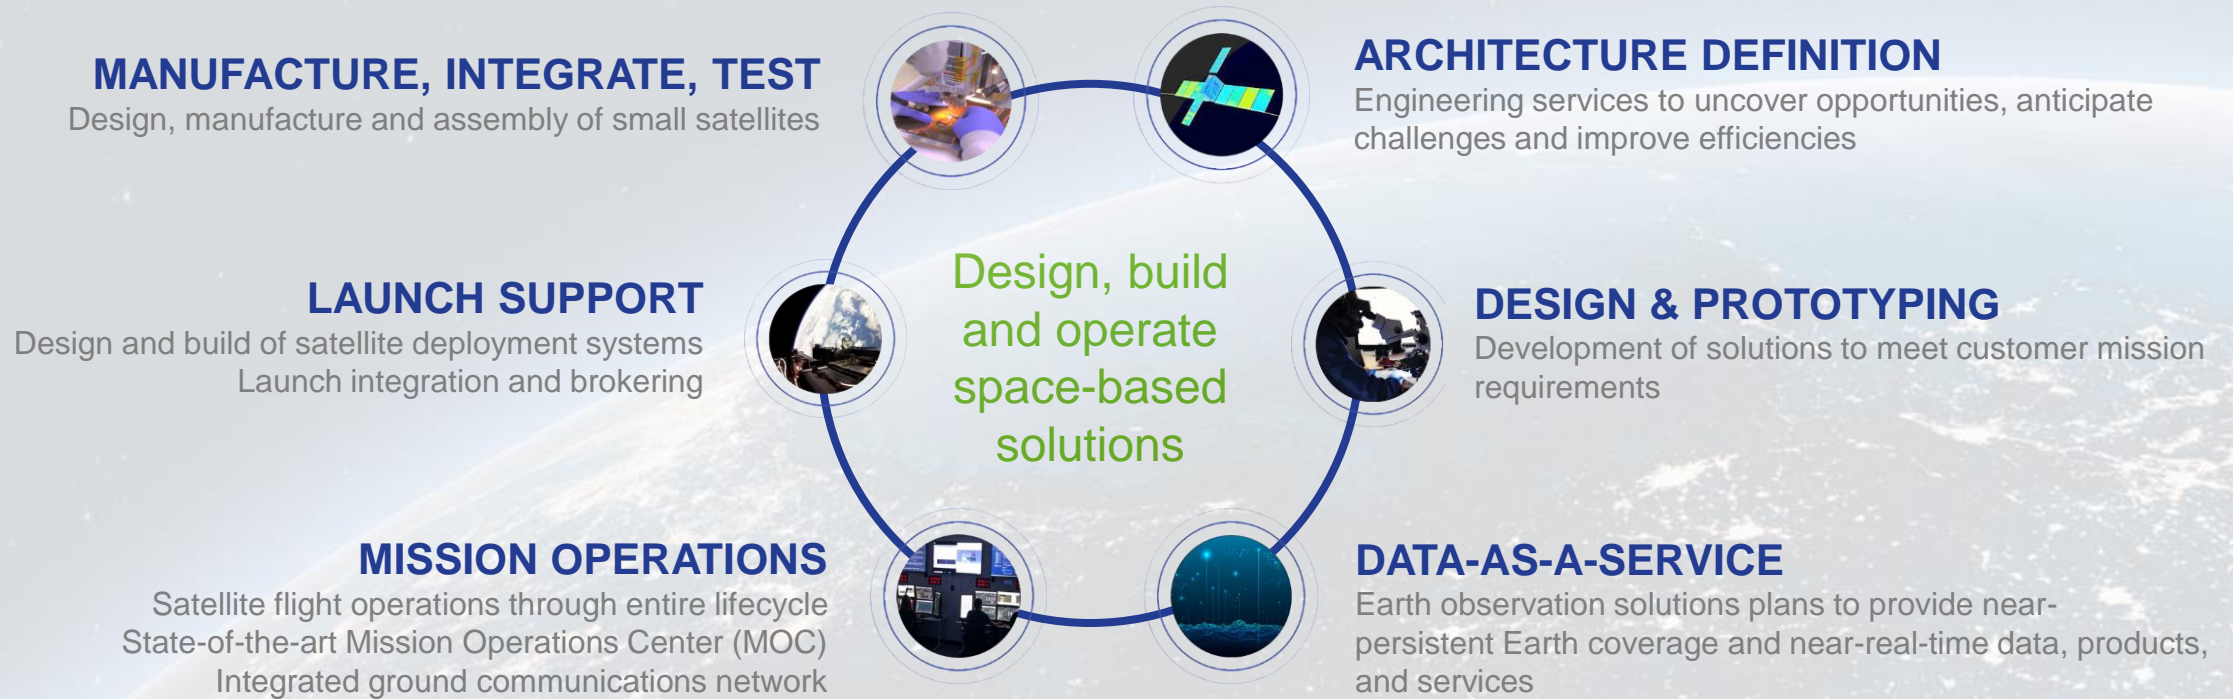 MANUFACTURE, INTEGRATE, TEST
Design, manufacture and assembly of small satellites
ARCHITECTURE DEFINITION
Engineering services to uncover opportunities, anticipate
challenges and improve efficiencies
LAUNCH SUPPORT
Design and build of satellite deployment systems
Launch integration and brokering
Design, build
and operate
space-based
solutions
DESIGN & PROTOTYPING
Development of solutions to meet customer mission
requirements
MISSION OPERATIONS
Satellite flight operations through entire lifecycle
State-of-the-art Mission Operations Center (MOC)
Integrated ground communications network
DATA-AS-A-SERVICE
Earth observation solutions plans to provide near-
persistent Earth coverage and near-real-time data, products,
and services